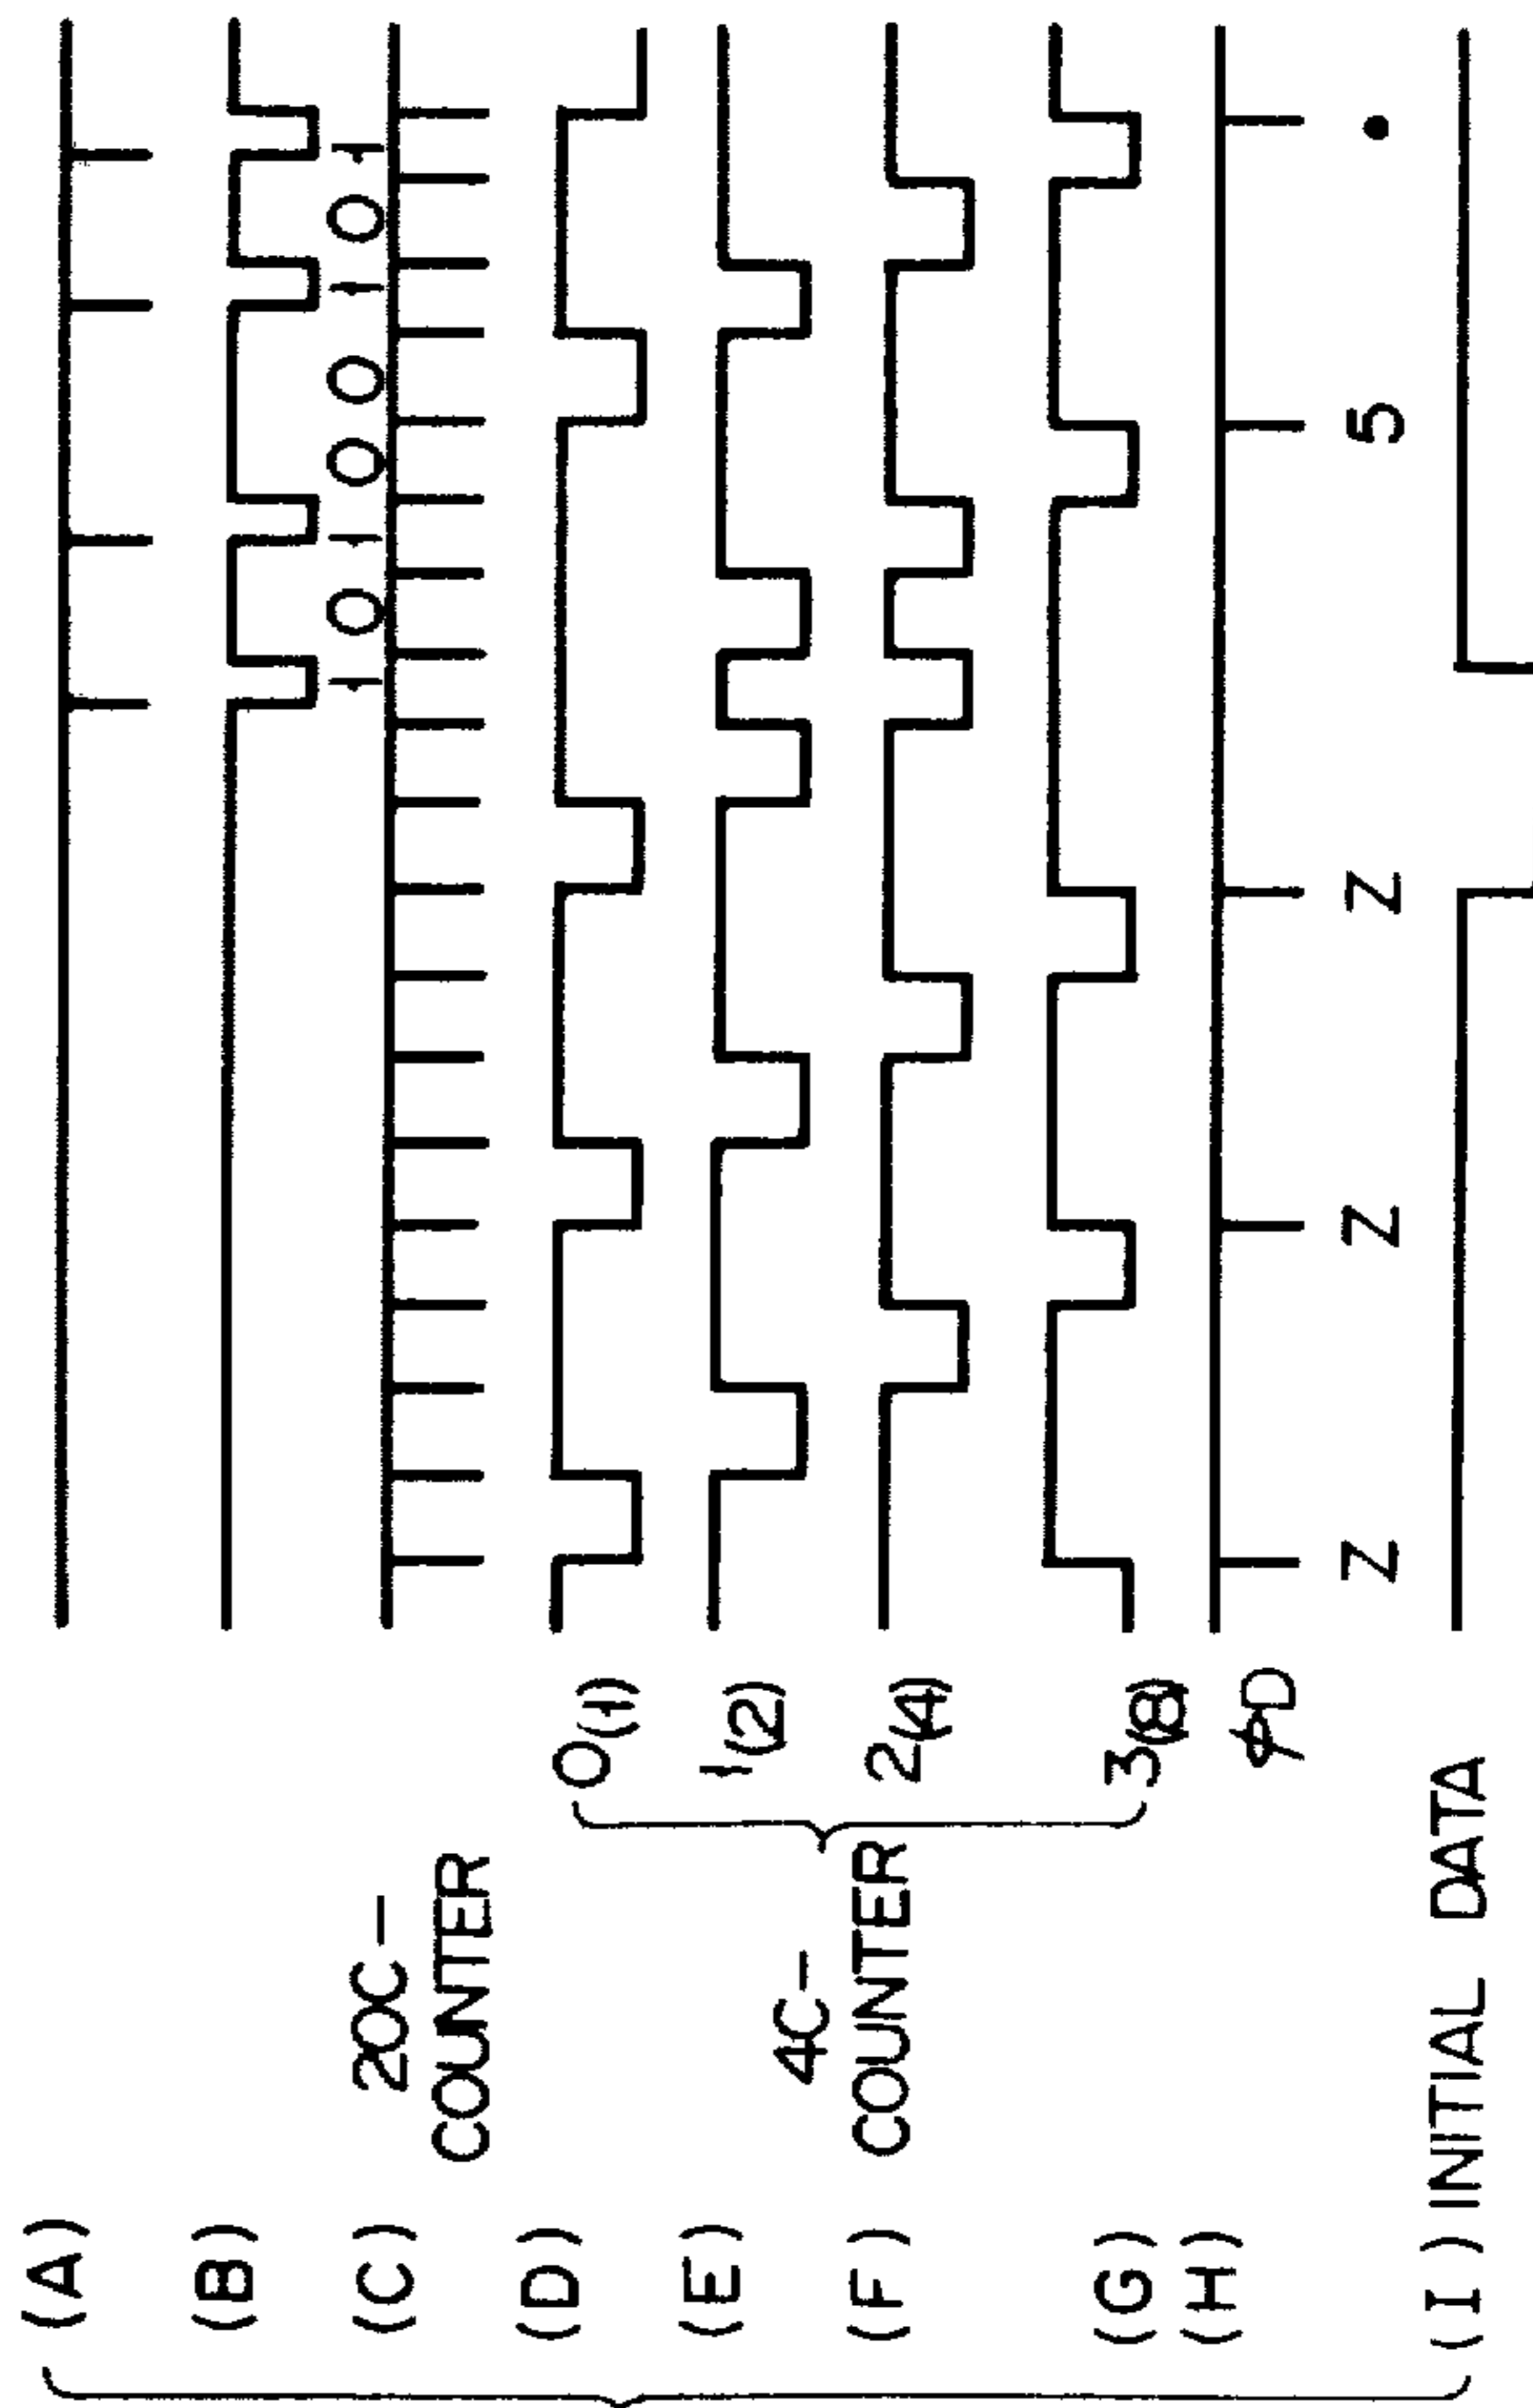 (A)
(B)
1 0 1 0 0 1 0 1
(C) 20C-
COUNTER
(D) 0(1)
(E) 1(2)
4C-
(F) COUNTER 2(4)
(G) 3(8)
(H) φD
Z Z Z 5 •
(I) INITIAL DATA